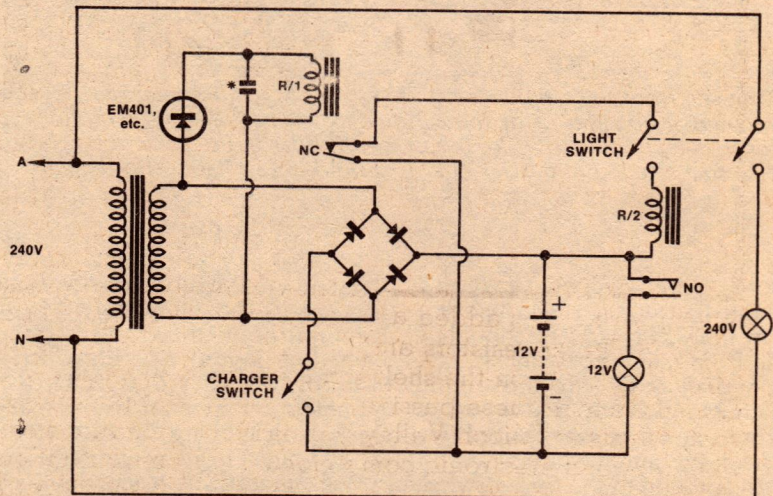 EM401,
etc.
*
R/1
NC
LIGHT
SWITCH
A
R/2
240V
+
NO
N
12V
12V
240V
CHARGER
SWITCH
−